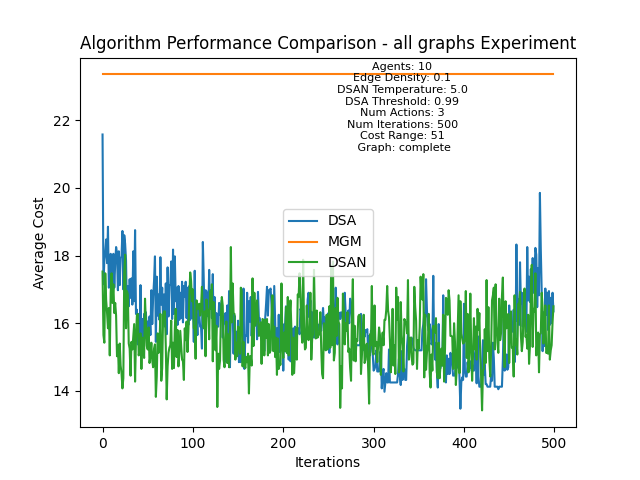 Algorithm Performance Comparison - all graphs Experiment
Agents: 10
Edge Density: 0.1
DSAN Temperature: 5.0
DSA Threshold: 0.99
Num Actions: 3
Num Iterations: 500
Cost Range: 51
Graph: complete
22
20
18
16
14
Average Cost
DSA
MGM
DSAN
0
100
200
300
400
500
Iterations